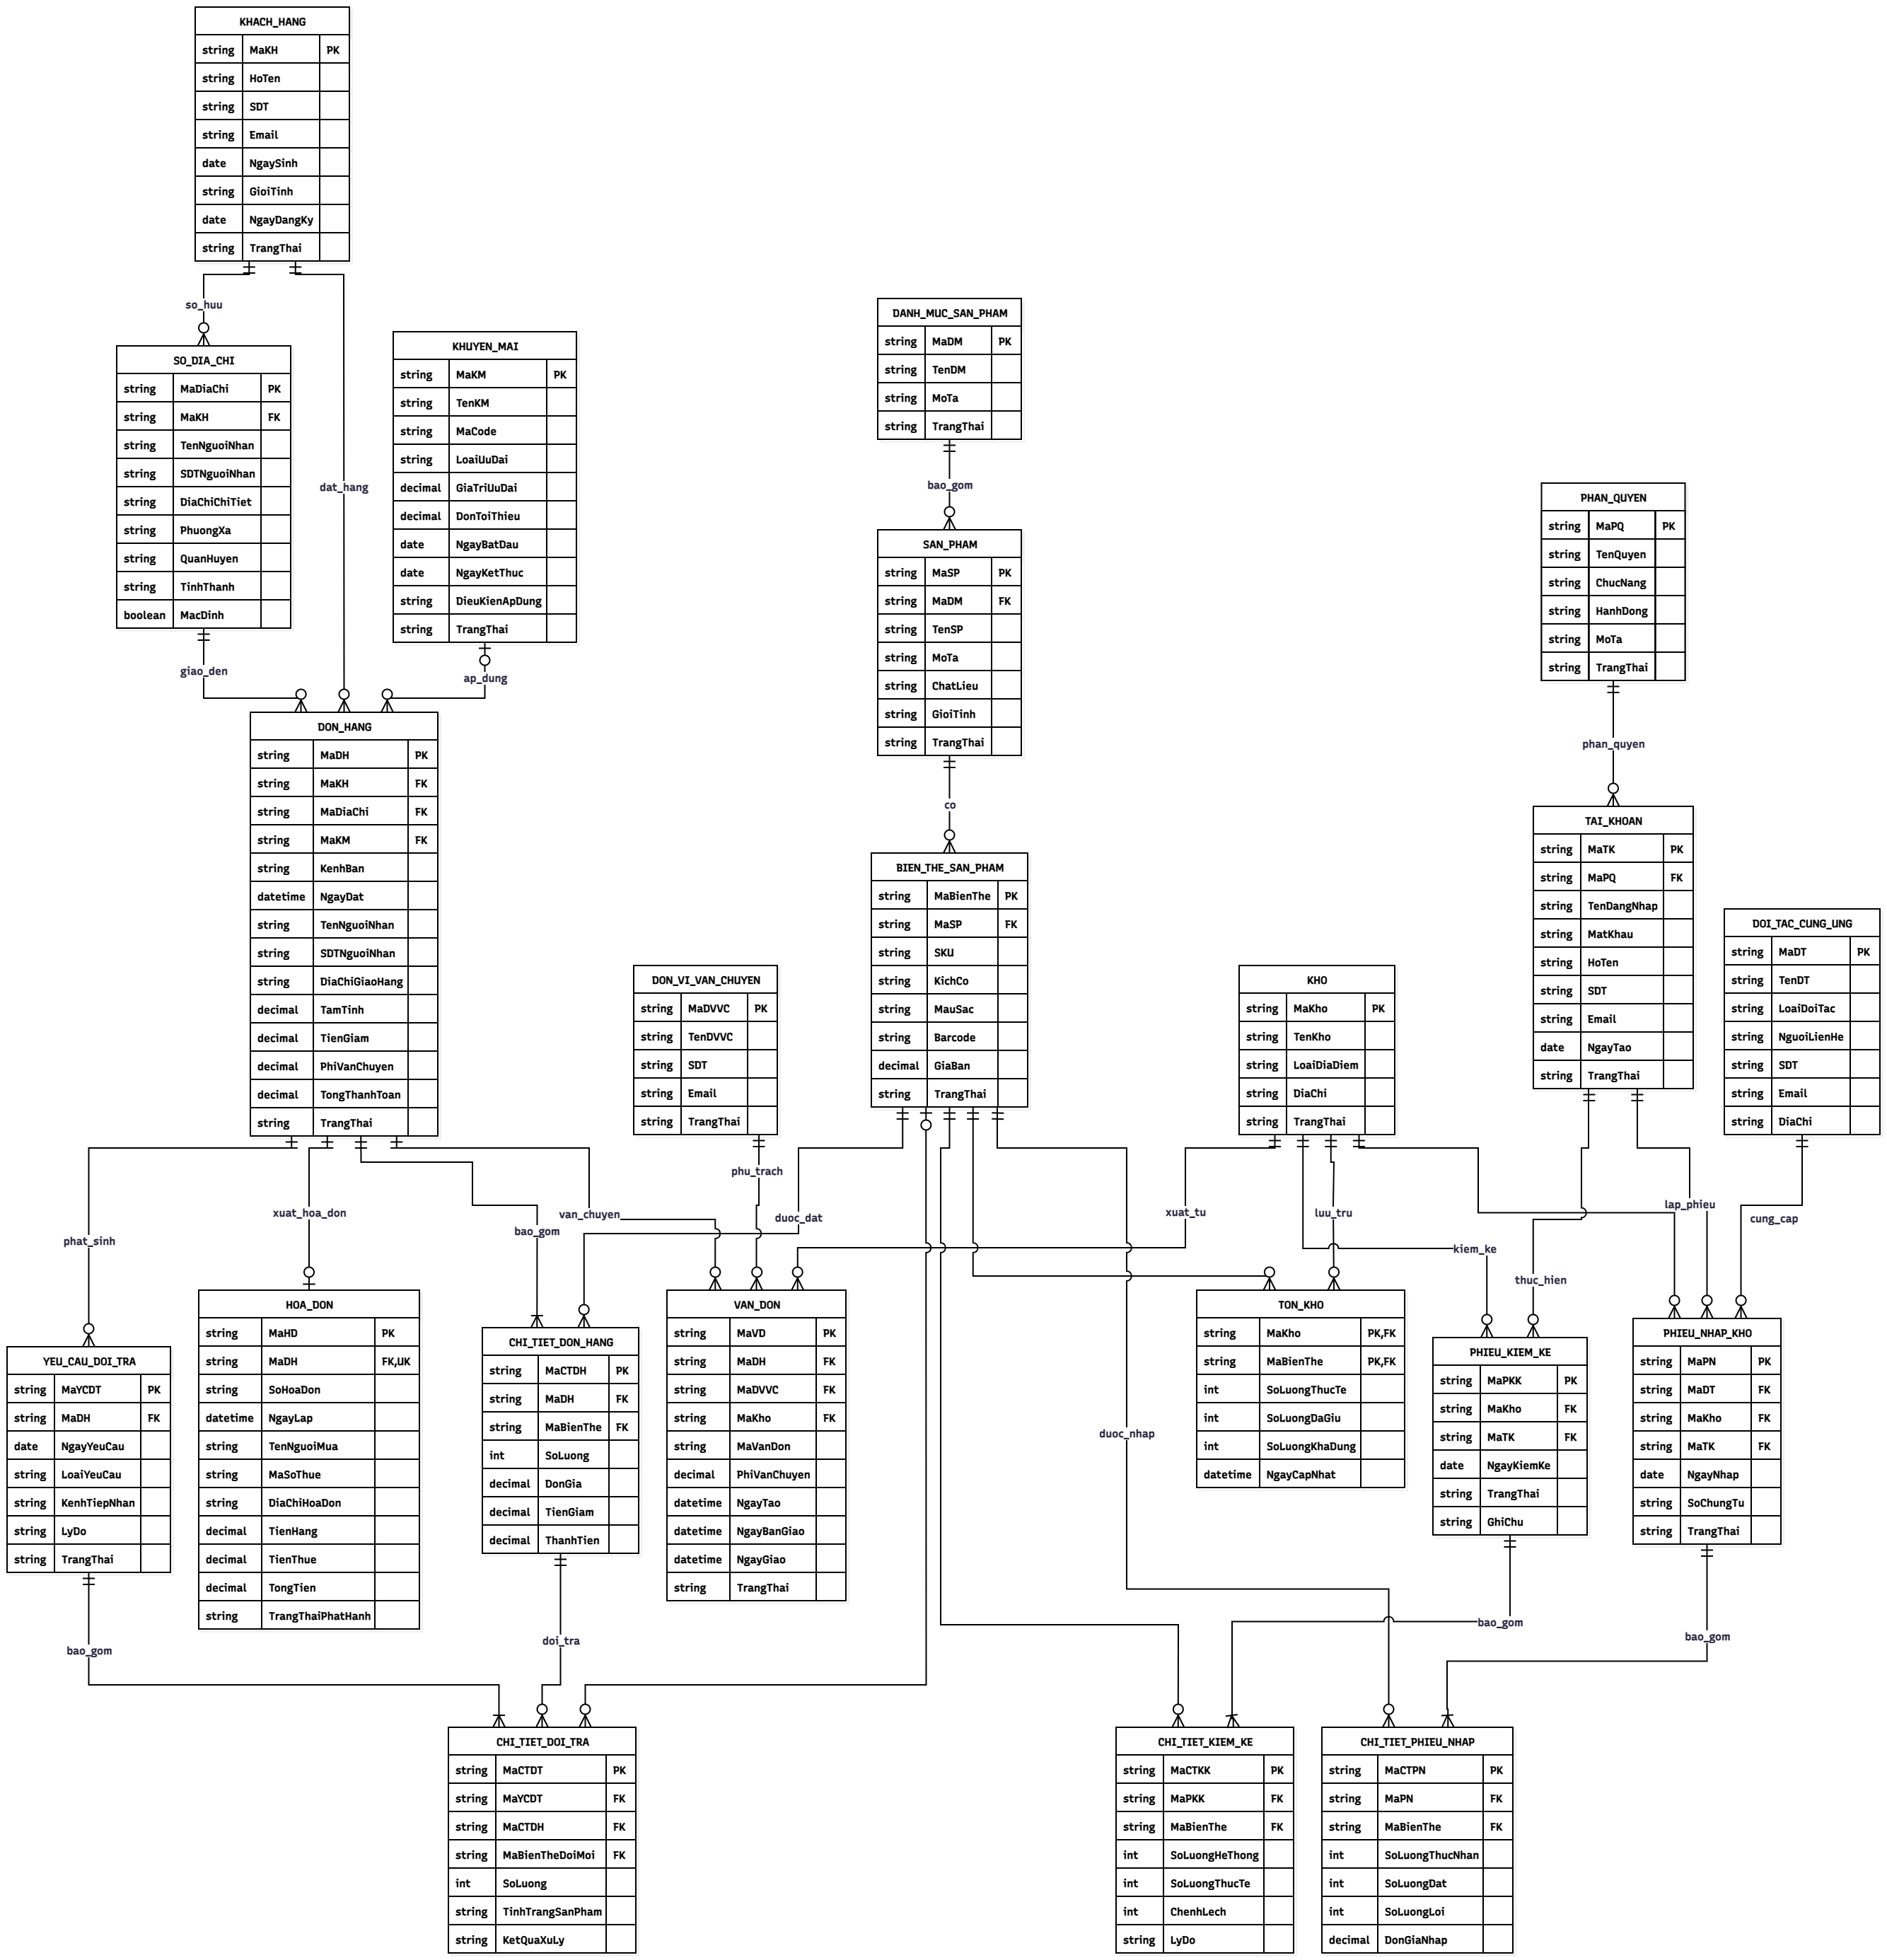 KHACH_HANG
string MaKH PK
string HoTen
string SDT
string Email
date NgaySinh
string GioiTinh
date NgayDangKy
string TrangThai
so_huu
dat_hang
SO_DIA_CHI
string MaDiaChi PK
string MaKH FK
string TenNguoiNhan
string SDTNguoiNhan
string DiaChiChiTiet
string PhuongXa
string QuanHuyen
string TinhThanh
boolean MacDinh
giao_den
KHUYEN_MAI
string MaKM PK
string TenKM
string MaCode
string LoaiUuDai
decimal GiaTriUuDai
decimal DonToiThieu
date NgayBatDau
date NgayKetThuc
string DieuKienApDung
string TrangThai
ap_dung
DANH_MUC_SAN_PHAM
string MaDM PK
string TenDM
string MoTa
string TrangThai
bao_gom
SAN_PHAM
string MaSP PK
string MaDM FK
string TenSP
string MoTa
string ChatLieu
string GioiTinh
string TrangThai
co
PHAN_QUYEN
string MaPQ PK
string TenQuyen
string ChucNang
string HanhDong
string MoTa
string TrangThai
phan_quyen
DON_HANG
string MaDH PK
string MaKH FK
string MaDiaChi FK
string MaKM FK
string KenhBan
datetime NgayDat
string TenNguoiNhan
string SDTNguoiNhan
string DiaChiGiaoHang
decimal TamTinh
decimal TienGiam
decimal PhiVanChuyen
decimal TongThanhToan
string TrangThai
DON_VI_VAN_CHUYEN
string MaDVVC PK
string TenDVVC
string SDT
string Email
string TrangThai
BIEN_THE_SAN_PHAM
string MaBienThe PK
string MaSP FK
string SKU
string KichCo
string MauSac
string Barcode
decimal GiaBan
string TrangThai
KHO
string MaKho PK
string TenKho
string LoaiDiaDiem
string DiaChi
string TrangThai
TAI_KHOAN
string MaTK PK
string MaPQ FK
string TenDangNhap
string MatKhau
string HoTen
string SDT
string Email
date NgayTao
string TrangThai
DOI_TAC_CUNG_UNG
string MaDT PK
string TenDT
string LoaiDoiTac
string NguoiLienHe
string SDT
string Email
string DiaChi
phat_sinh
xuat_hoa_don
bao_gom
van_chuyen
phu_trach
duoc_dat
xuat_tu
luu_tru
kiem_ke
thuc_hien
lap_phieu
cung_cap
YEU_CAU_DOI_TRA
string MaYCDT PK
string MaDH FK
date NgayYeuCau
string LoaiYeuCau
string KenhTiepNhan
string LyDo
string TrangThai
HOA_DON
string MaHD PK
string MaDH FK,UK
string SoHoaDon
datetime NgayLap
string TenNguoiMua
string MaSoThue
string DiaChiHoaDon
decimal TienHang
decimal TienThue
decimal TongTien
string TrangThaiPhatHanh
CHI_TIET_DON_HANG
string MaCTDH PK
string MaDH FK
string MaBienThe FK
int SoLuong
decimal DonGia
decimal TienGiam
decimal ThanhTien
VAN_DON
string MaVD PK
string MaDH FK
string MaDVVC FK
string MaKho FK
string MaVanDon
decimal PhiVanChuyen
datetime NgayTao
datetime NgayBanGiao
datetime NgayGiao
string TrangThai
duoc_nhap
TON_KHO
string MaKho PK,FK
string MaBienThe PK,FK
int SoLuongThucTe
int SoLuongDaGiu
int SoLuongKhaDung
datetime NgayCapNhat
PHIEU_KIEM_KE
string MaPKK PK
string MaKho FK
string MaTK FK
date NgayKiemKe
string TrangThai
string GhiChu
PHIEU_NHAP_KHO
string MaPN PK
string MaDT FK
string MaKho FK
string MaTK FK
date NgayNhap
string SoChungTu
string TrangThai
bao_gom
doi_tra
bao_gom
bao_gom
CHI_TIET_DOI_TRA
string MaCTDT PK
string MaYCDT FK
string MaCTDH FK
string MaBienTheDoiMoi FK
int SoLuong
string TinhTrangSanPham
string KetQuaXuLy
CHI_TIET_KIEM_KE
string MaCTKK PK
string MaPKK FK
string MaBienThe FK
int SoLuongHeThong
int SoLuongThucTe
int ChenhLech
string LyDo
CHI_TIET_PHIEU_NHAP
string MaCTPN PK
string MaPN FK
string MaBienThe FK
int SoLuongThucNhan
int SoLuongDat
int SoLuongLoi
decimal DonGiaNhap